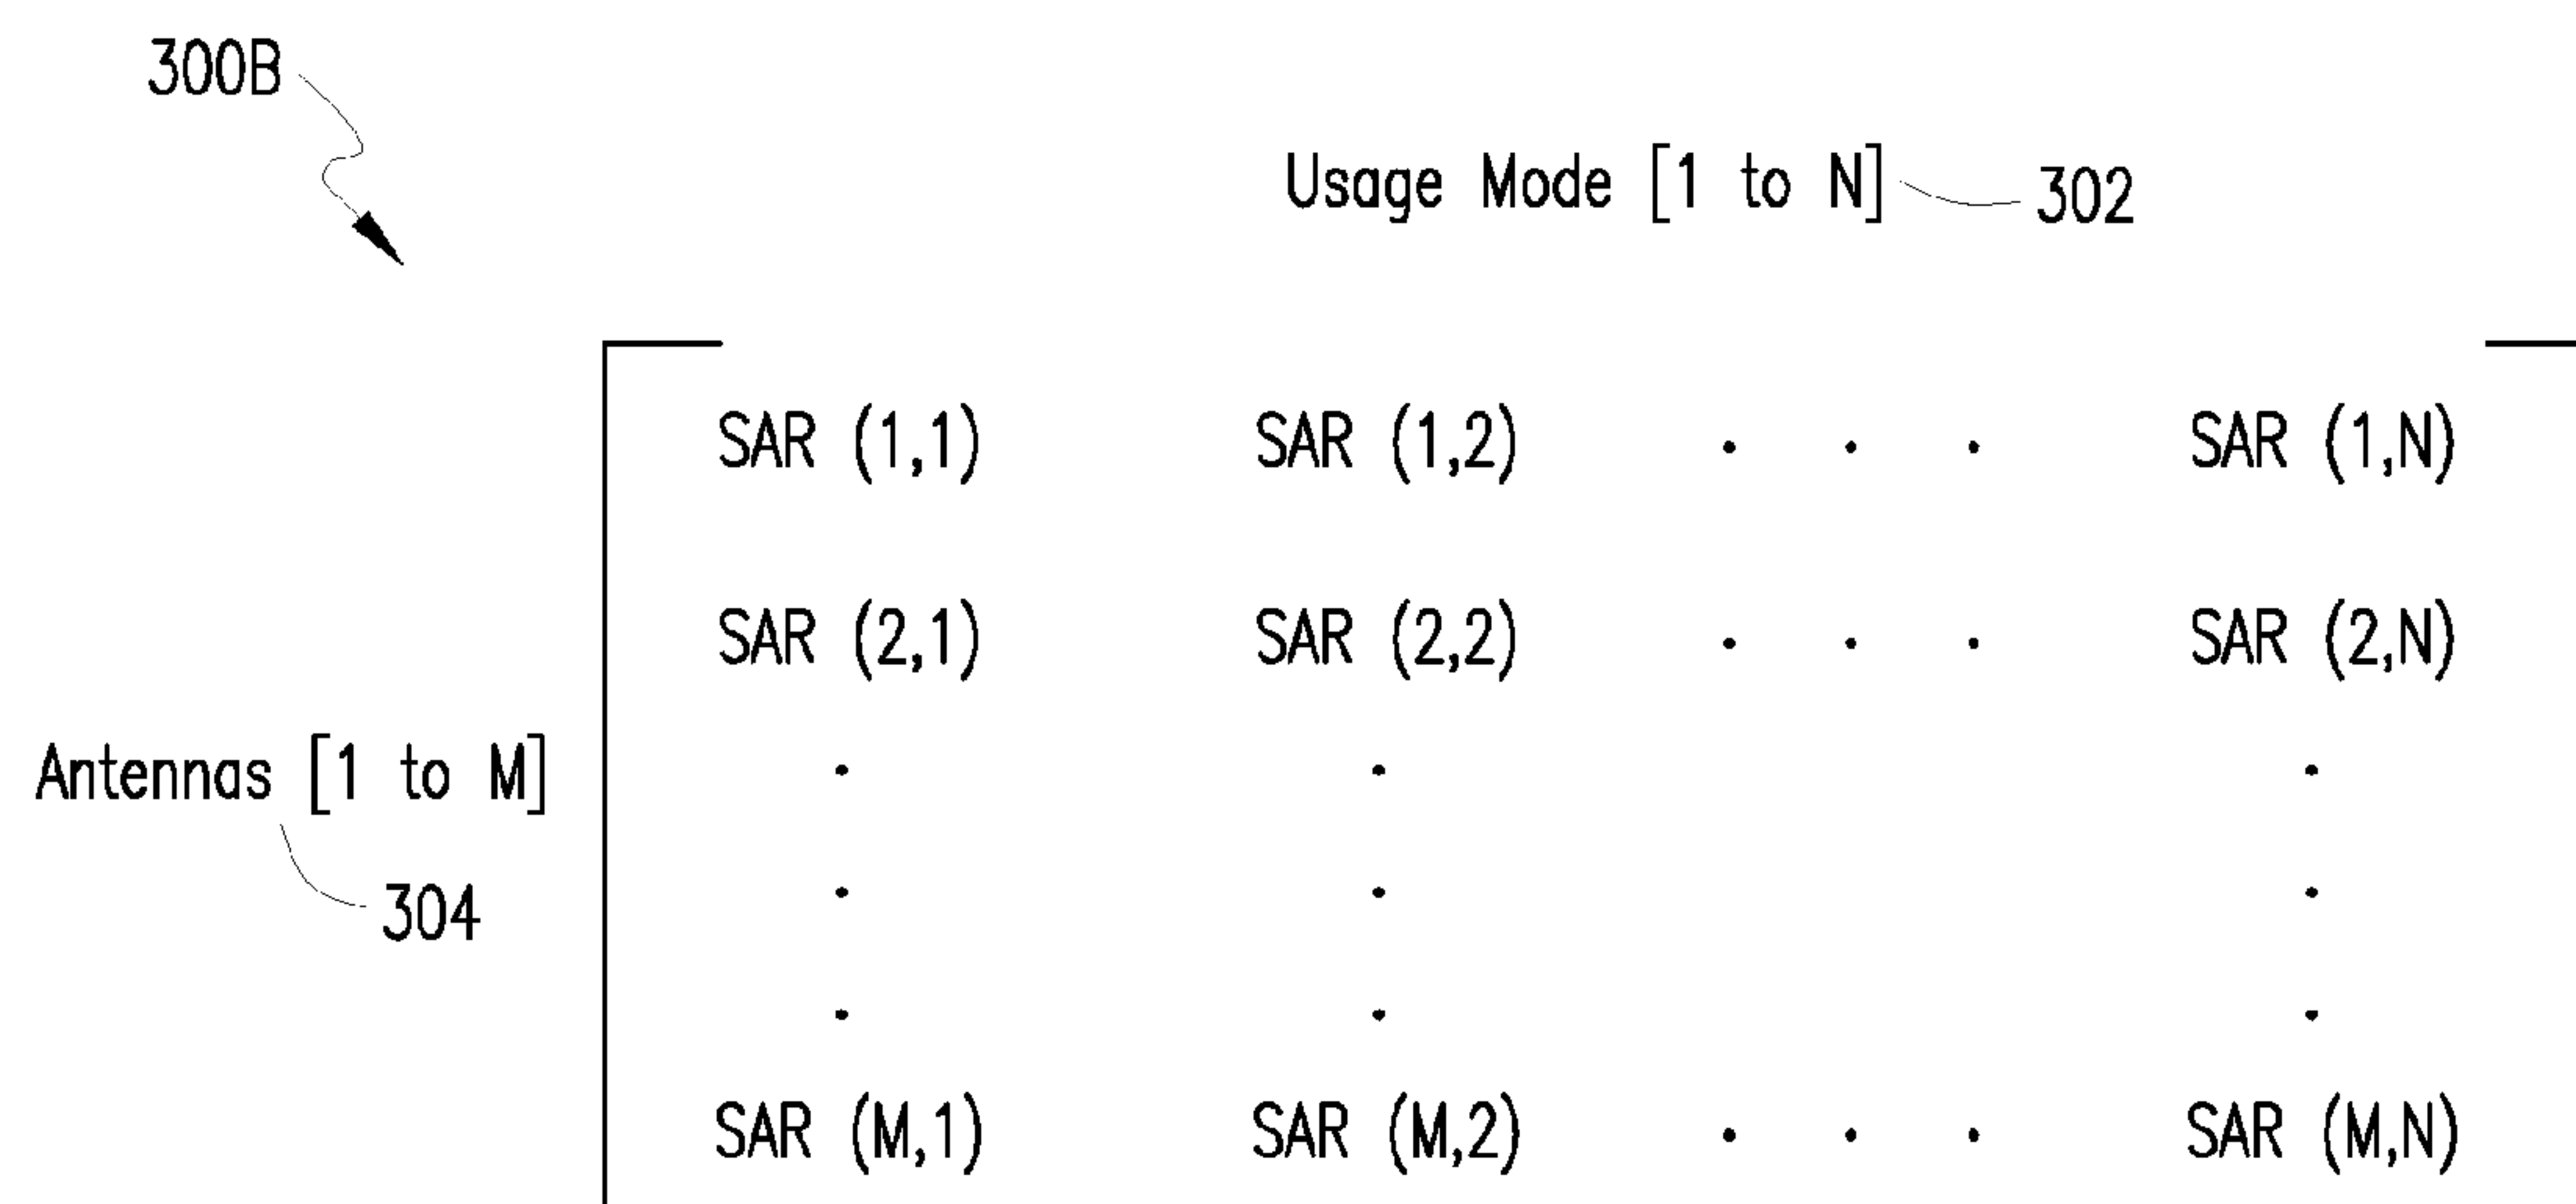 300B
Usage Mode [1 to N] 302
SAR (1,1) SAR (1,2) . . . SAR (1,N)
SAR (2,1) SAR (2,2) . . . SAR (2,N)
Antennas [1 to M] . . .
304 . . .
. . .
SAR (M,1) SAR (M,2) . . . SAR (M,N)